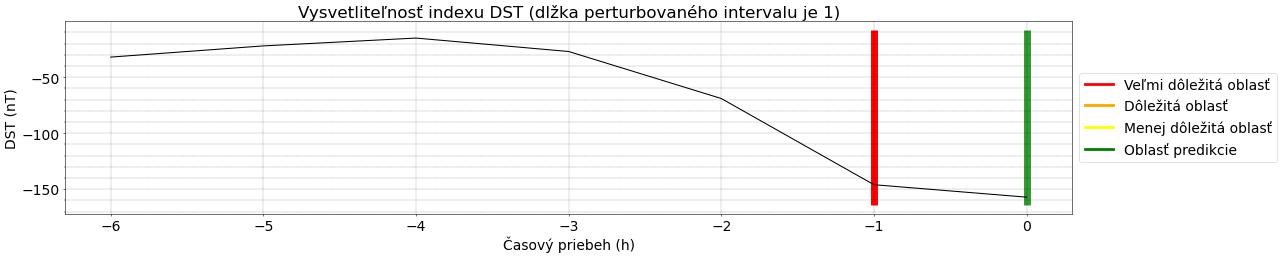 Vysvetliteľnosť indexu DST (dĺžka perturbovaného intervalu je 1)
DST (nT)
−50
−100
−150
−6
−5
−4
−3
−2
−1
0
Časový priebeh (h)
Veľmi dôležitá oblasť
Dôležitá oblasť
Menej dôležitá oblasť
Oblasť predikcie